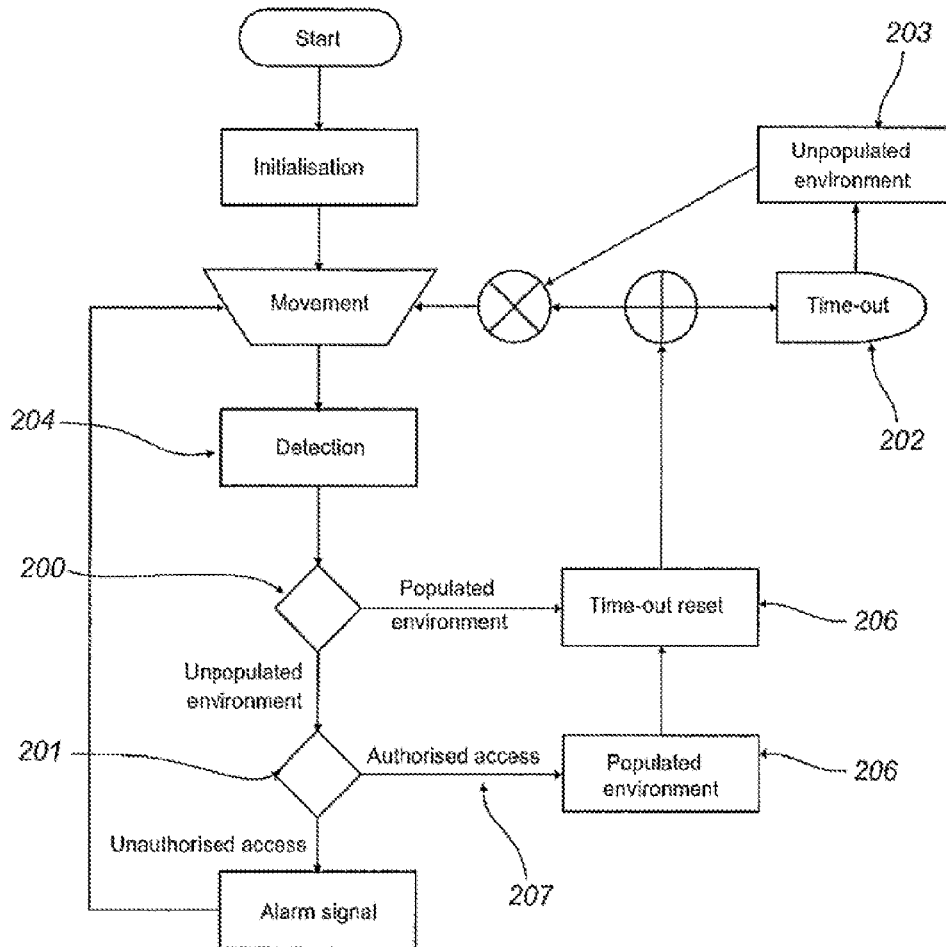 Start
203
Initialisation
Unpopulated
environment
Movement
Time-out
204
Detection
202
200
Populated
environment
Time-out reset
206
Unpopulated
environment
201
Authorised access
Populated
environment
206
Unauthorised access
207
Alarm signal